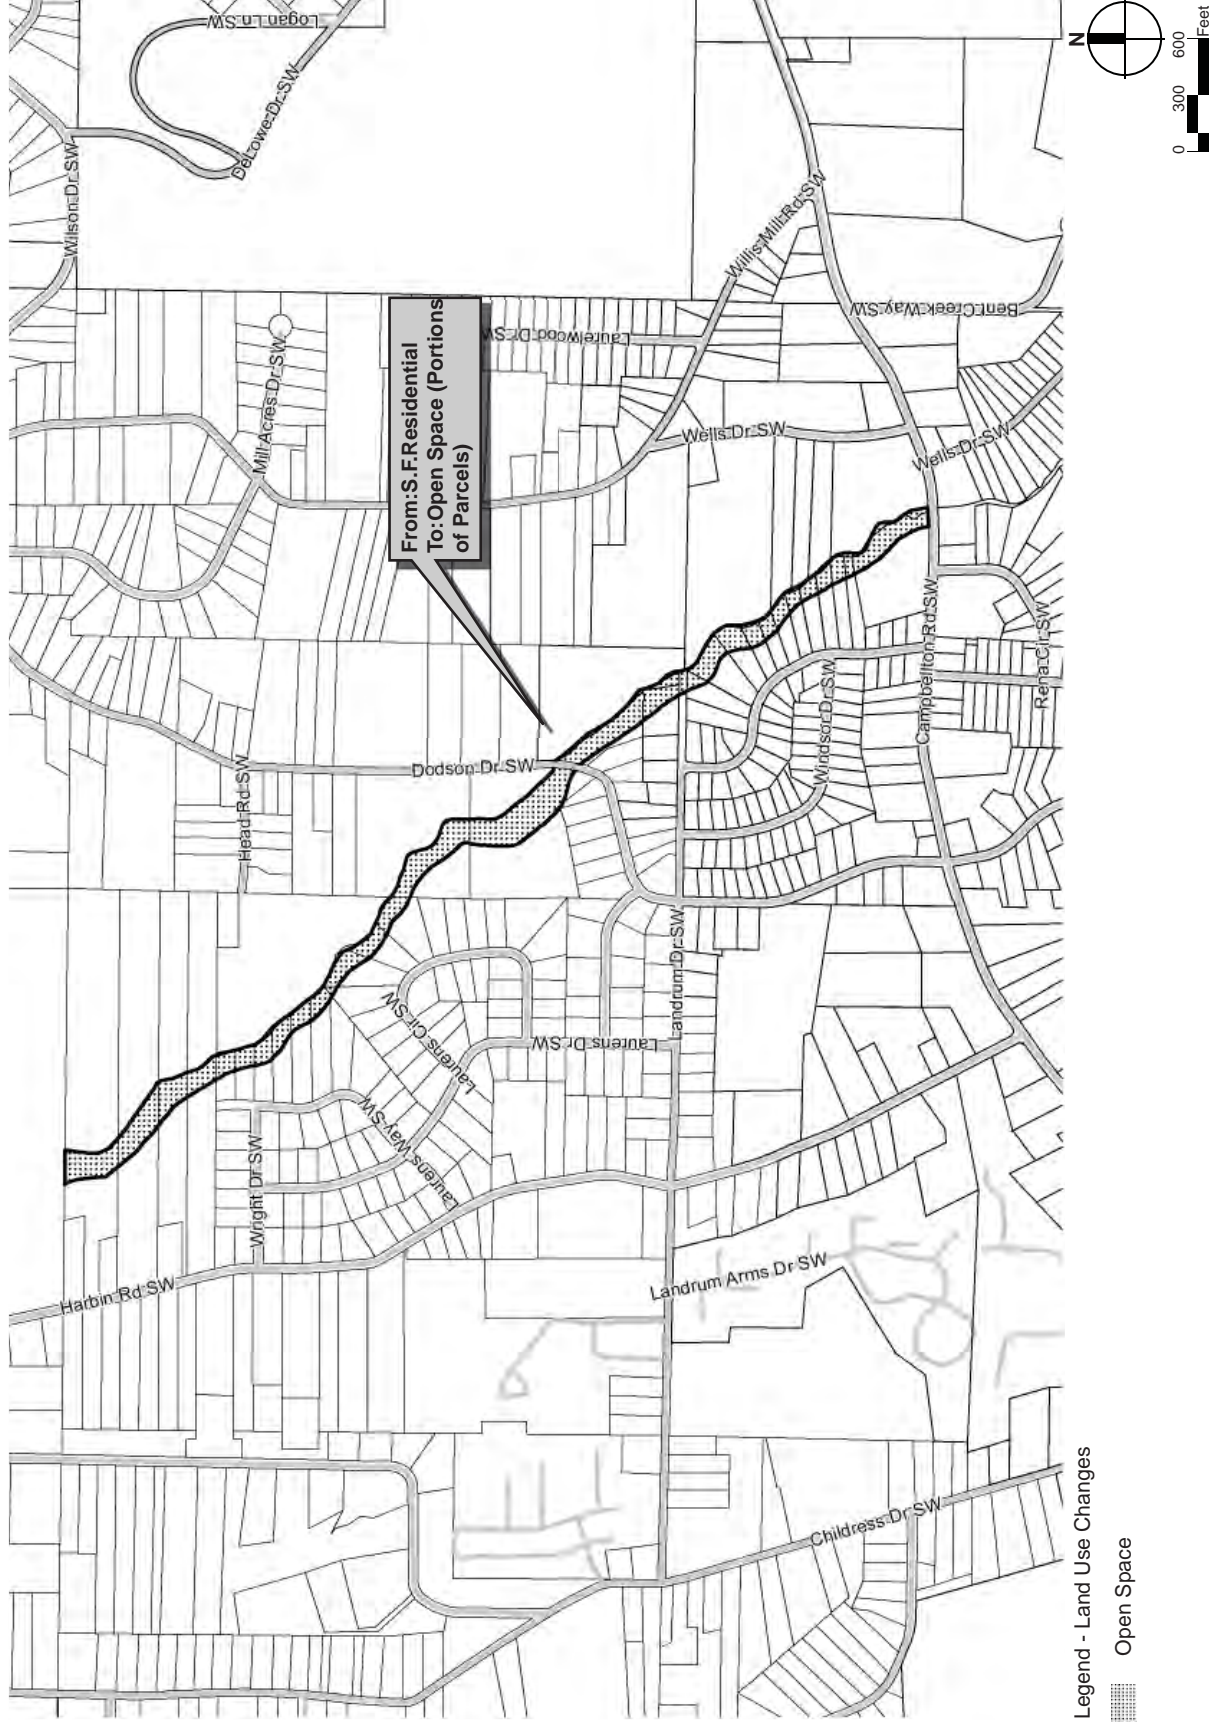 Logan Ln SW
DeLowe Dr SW
Wilson Dr SW
Willis Mill Rd SW
Bent Creek Way SW
Laurelwood Dr SW
Mill Acres Dr SW
From:S.F.Residential
To:Open Space (Portions
of Parcels)
Wells Dr SW
Wells Dr SW
Campbellton Rd SW
Rena Cir SW
Windsor Dr SW
Dodson Dr SW
Head Rd SW
Landrum Dr SW
Laurens Cir SW
Laurens Dr SW
Laurens Way SW
Wright Dr SW
Harbin Rd SW
Landrum Arms Dr SW
Childress Dr SW
N
0 300 600
Feet
Legend - Land Use Changes
Open Space